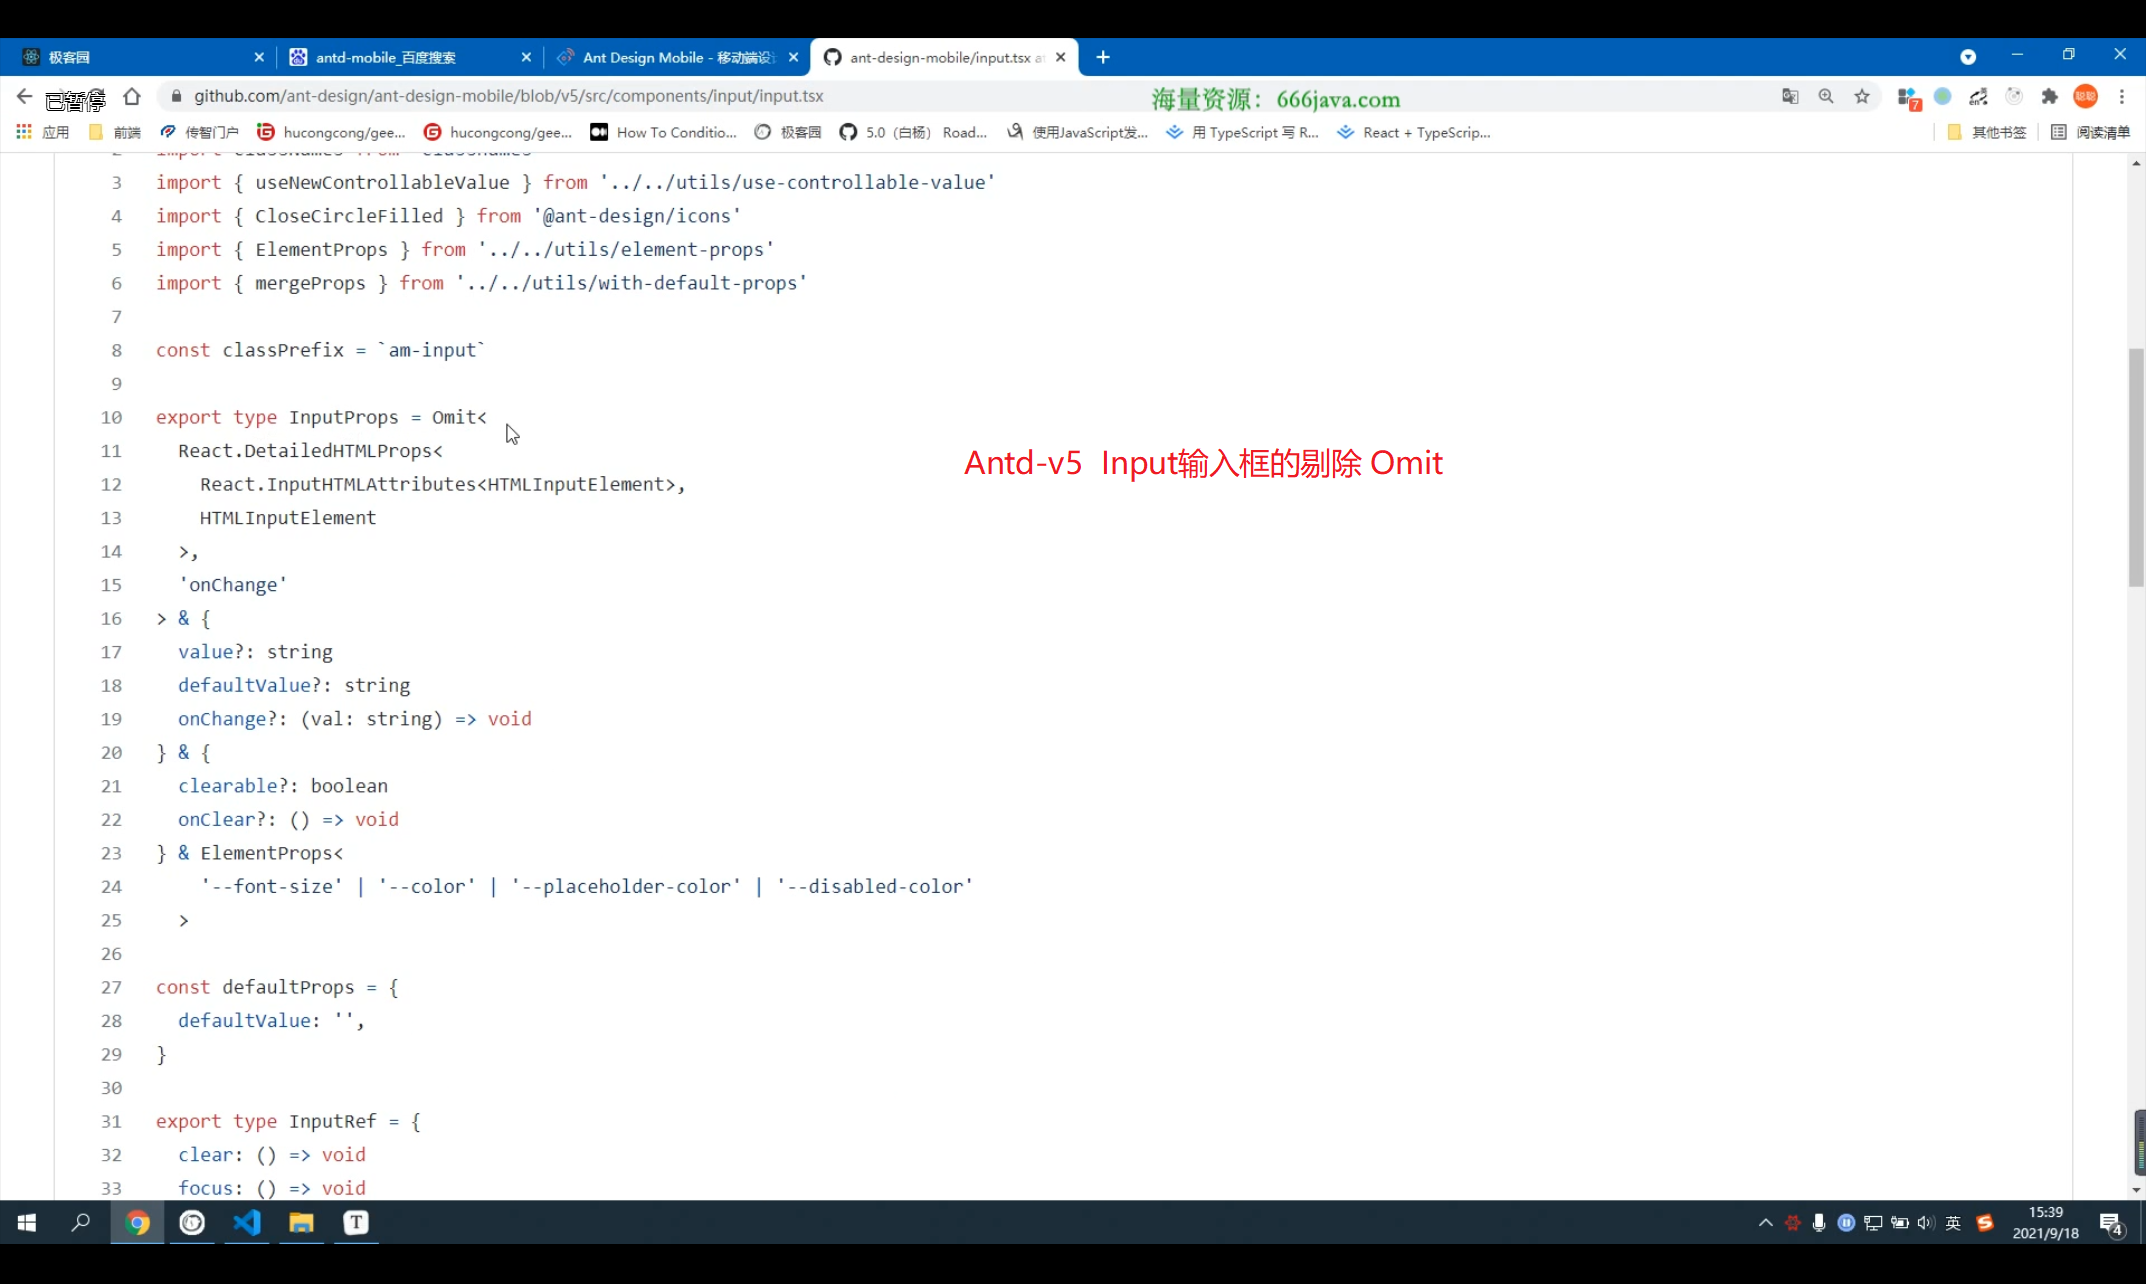 极客园
antd-mobile_百度搜索
Ant Design Mobile - 移动端设
ant-design-mobile/input.tsx at
已暂停
github.com/ant-design/ant-design-mobile/blob/v5/src/components/input/input.tsx
海量资源： 666java.com
7
聪聪
应用
前端
传智门户
hucongcong/gee...
hucongcong/gee...
How To Conditio...
极客园
5.0（白杨） Road...
使用JavaScript发...
用 TypeScript 写 R...
React + TypeScrip...
其他书签
阅读清单
2 import classNames from 'classnames'
3 import { useNewControllableValue } from '../../utils/use-controllable-value'
4 import { CloseCircleFilled } from '@ant-design/icons'
5 import { ElementProps } from '../../utils/element-props'
6 import { mergeProps } from '../../utils/with-default-props'
7
8 const classPrefix = `am-input`
9
10 export type InputProps = Omit<
11 React.DetailedHTMLProps<
Antd-v5 Input输入框的剔除 Omit
12 React.InputHTMLAttributes<HTMLInputElement>,
13 HTMLInputElement
14 >,
15 'onChange'
16 > & {
17 value?: string
18 defaultValue?: string
19 onChange?: (val: string) => void
20 } & {
21 clearable?: boolean
22 onClear?: () => void
23 } & ElementProps<
24 '--font-size' | '--color' | '--placeholder-color' | '--disabled-color'
25 >
26
27 const defaultProps = {
28 defaultValue: '',
29 }
30
31 export type InputRef = {
32 clear: () => void
33 focus: () => void
英
15:39
2021/9/18
4